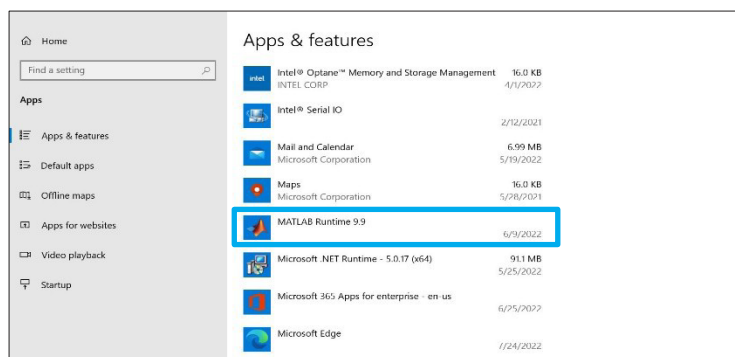 Home
Find a setting
Apps
Apps & features
Default apps
Offline maps
Apps for websites
Video playback
Startup
Apps & features
intel
Intel® Optane™ Memory and Storage Management 16.0 KB
INTEL CORP 4/1/2022
Intel® Serial IO
2/12/2021
Mail and Calendar 6.99 MB
Microsoft Corporation 5/19/2022
Maps 16.0 KB
Microsoft Corporation 5/28/2021
MATLAB Runtime 9.9
6/9/2022
Microsoft .NET Runtime - 5.0.17 (x64) 91.1 MB
5/25/2022
Microsoft 365 Apps for enterprise - en-us
6/25/2022
Microsoft Edge
7/24/2022